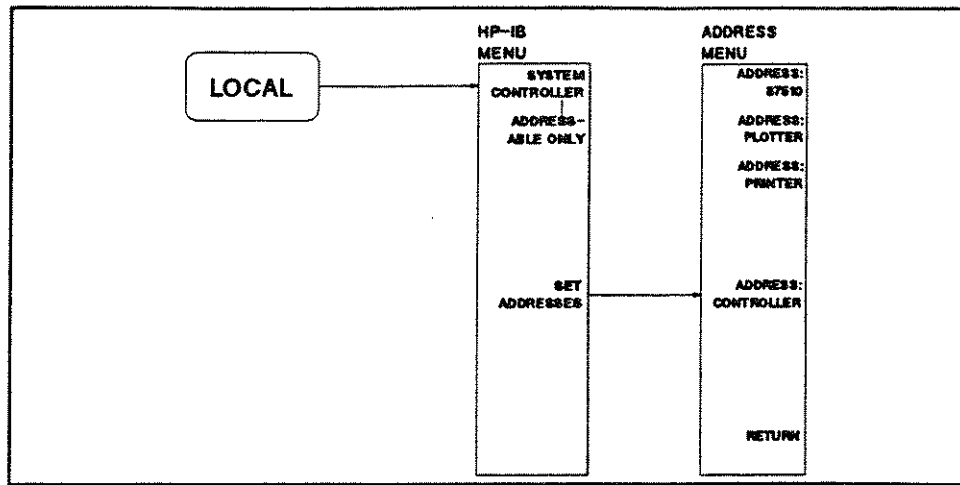 LOCAL
HP-IB
MENU
SYSTEM
CONTROLLER
ADDRESS-
ABLE ONLY
SET
ADDRESSES
ADDRESS
MENU
ADDRESS:
87510
ADDRESS:
PLOTTER
ADDRESS:
PRINTER
ADDRESS:
CONTROLLER
RETURN